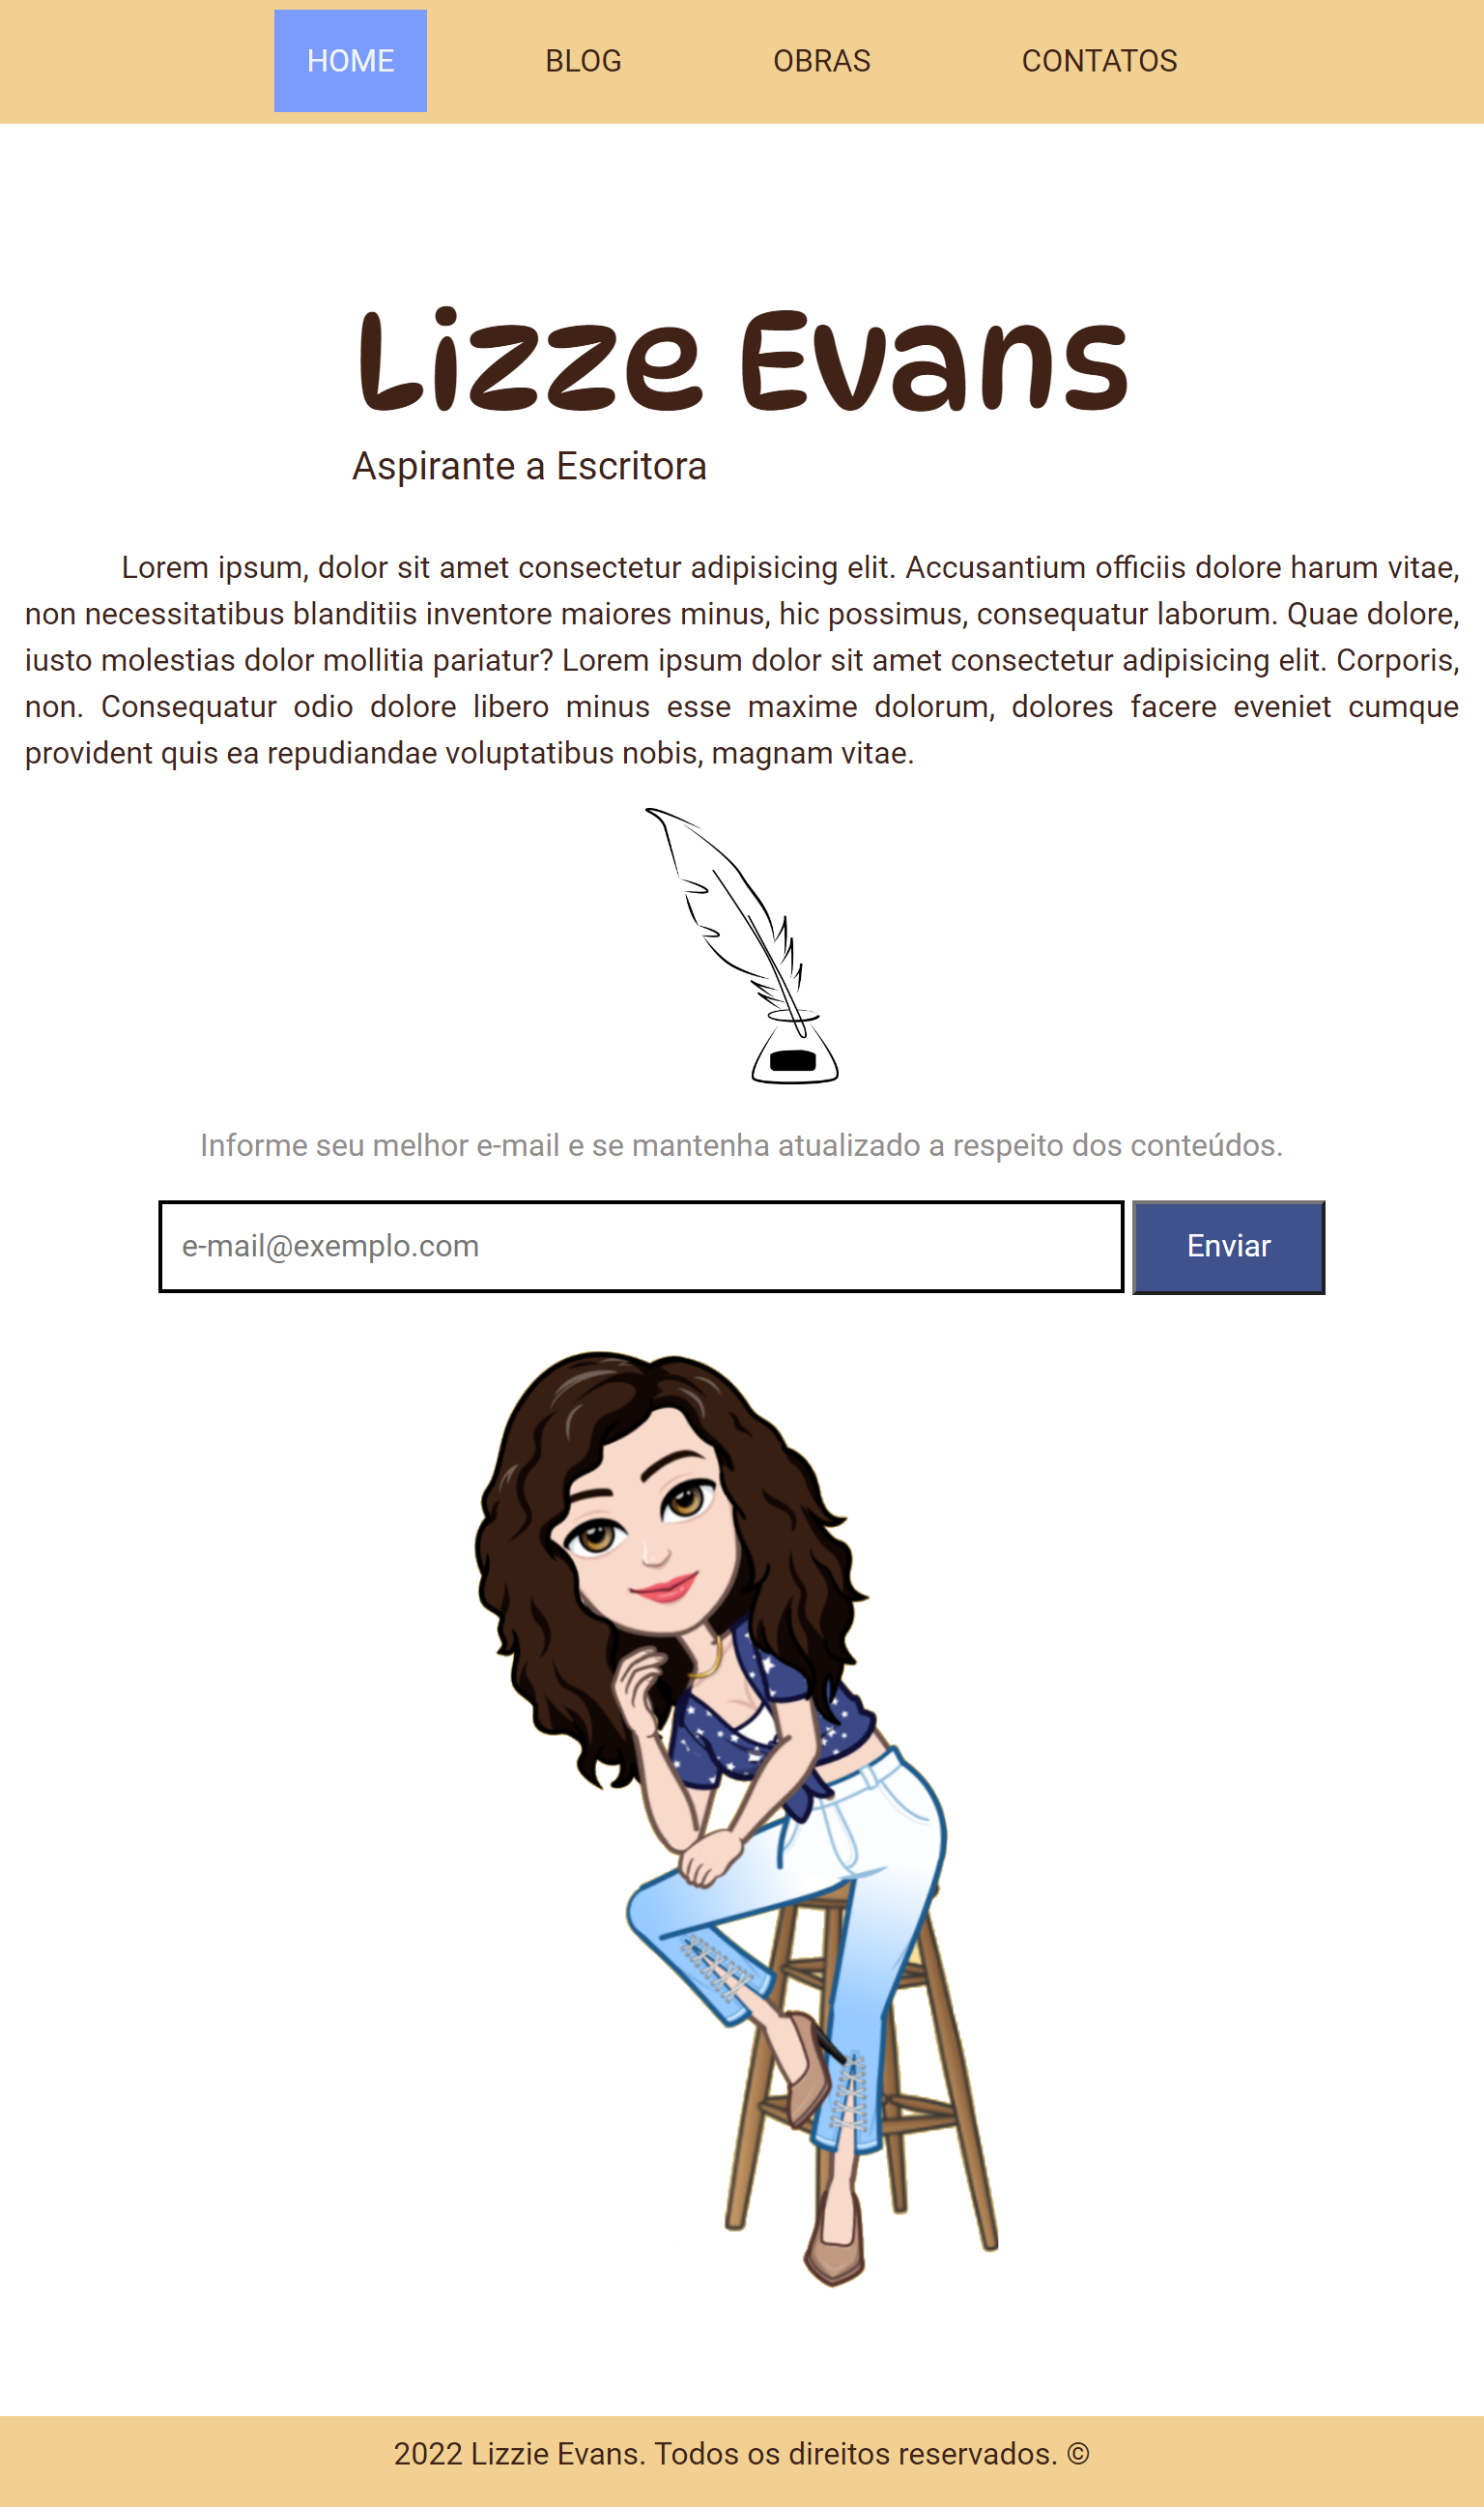 HOME BLOG OBRAS CONTATOS
Lizze Evans
Aspirante a Escritora
Lorem ipsum, dolor sit amet consectetur adipisicing elit. Accusantium officiis dolore harum vitae,
non necessitatibus blanditiis inventore maiores minus, hic possimus, consequatur laborum. Quae dolore,
iusto molestias dolor mollitia pariatur? Lorem ipsum dolor sit amet consectetur adipisicing elit. Corporis,
non. Consequatur odio dolore libero minus esse maxime dolorum, dolores facere eveniet cumque
provident quis ea repudiandae voluptatibus nobis, magnam vitae.
Informe seu melhor e-mail e se mantenha atualizado a respeito dos conteúdos.
e-mail@exemplo.com Enviar
2022 Lizzie Evans. Todos os direitos reservados. ©